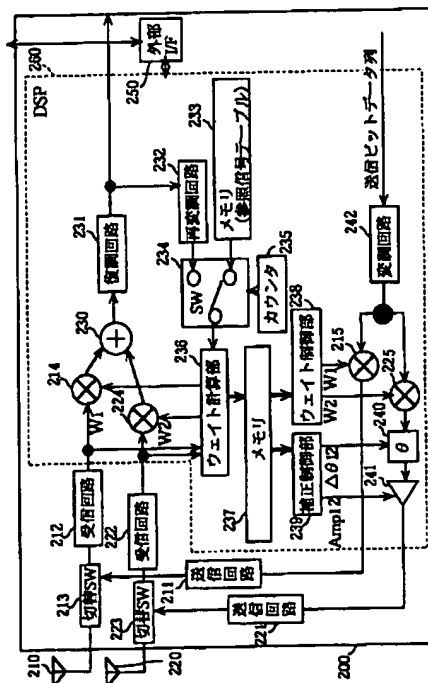 260
DSP
外部
I/F
250
233
232
再変調回路
メモリ
(参照信号テーブル)
234
SW
カウンタ
235
231
復調回路
230
214
W1
224
W2
236
ウェイト計算部
メモリ
237
238
ウェイト制御部
W1
W2
補正制御部
239
Δθ12
Amp12
215
225
240
θ
241
242
変調回路
送信ビットデータ列
212
受信回路
222
受信回路
213
切替SW
223
切替SW
211
送信回路
221
送信回路
210
220
200